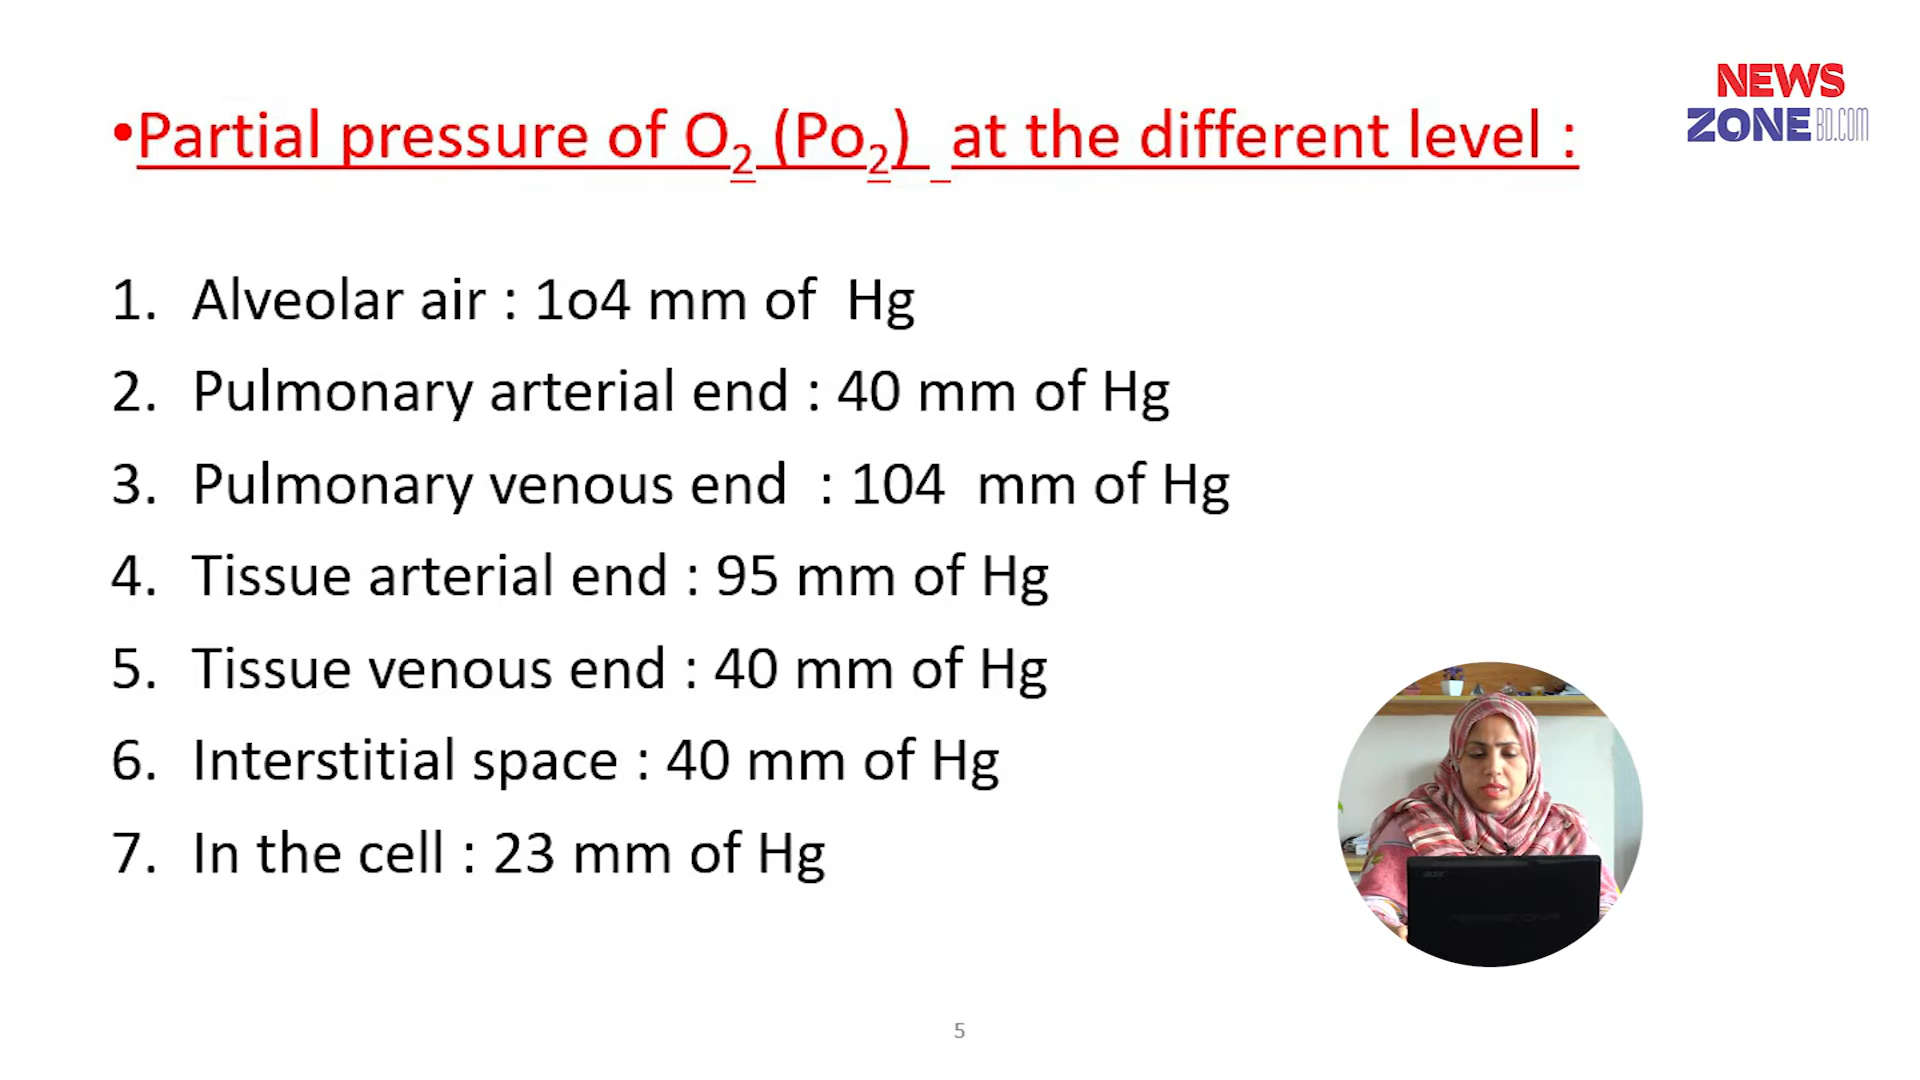 NEWS
ZONE BD.COM
•Partial pressure of O₂ (Po₂) at the different level :
1. Alveolar air : 1o4 mm of Hg
2. Pulmonary arterial end : 40 mm of Hg
3. Pulmonary venous end : 104 mm of Hg
4. Tissue arterial end : 95 mm of Hg
5. Tissue venous end : 40 mm of Hg
6. Interstitial space : 40 mm of Hg
7. In the cell : 23 mm of Hg
acer
5